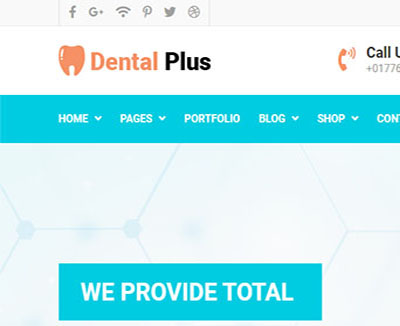 Dental Plus
Call U
+01776
HOME PAGES PORTFOLIO BLOG SHOP CONT
WE PROVIDE TOTAL